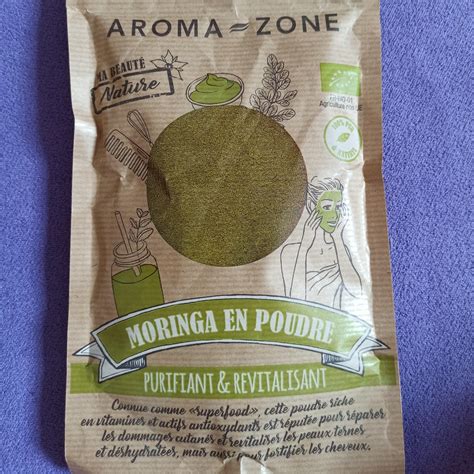 AROMA-ZONE
MA BEAUTÉ
Nature
100% PUR
MORINGA EN POUDRE
PURIFIANT & REVITALISANT
Connue comme «superfood», cette poudre riche
en vitamines et actifs antioxydants est réputée pour réparer
les dommages cutanés et revitaliser les peaux ternes
et déshydratées, mais aussi pour fortifier les cheveux.